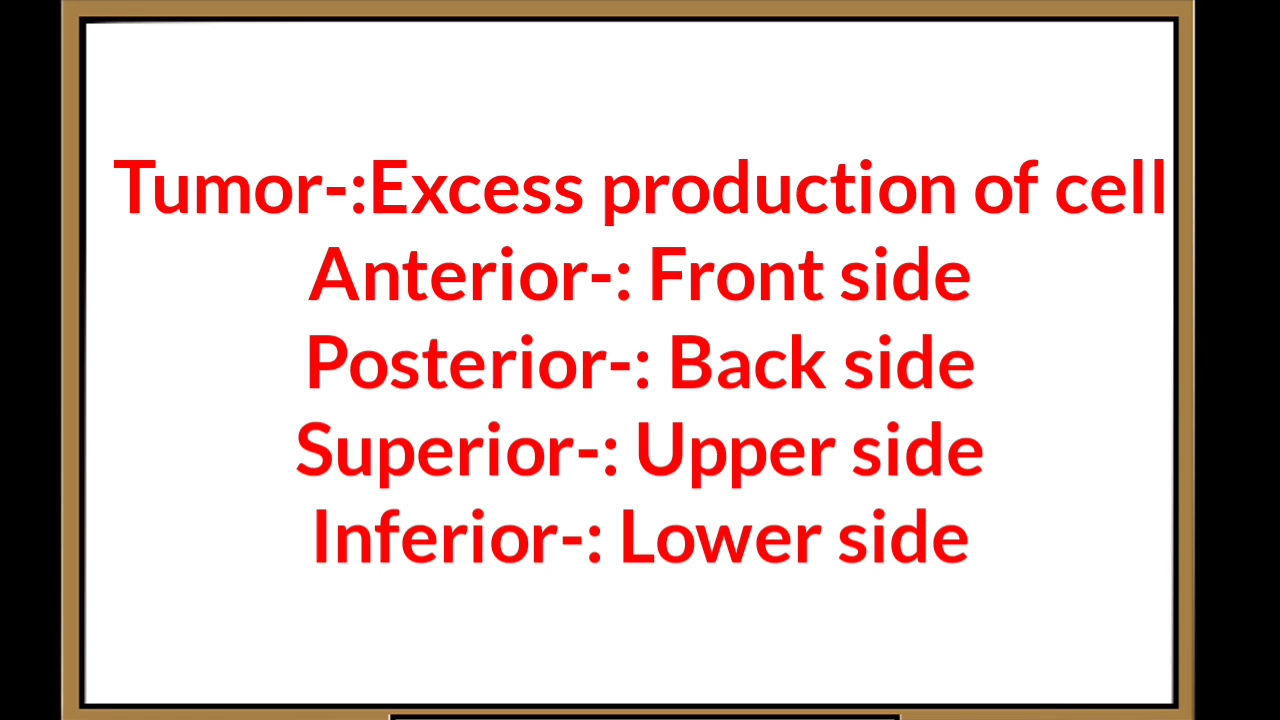 Tumor-:Excess production of cell
Anterior-: Front side
Posterior-: Back side
Superior-: Upper side
Inferior-: Lower side